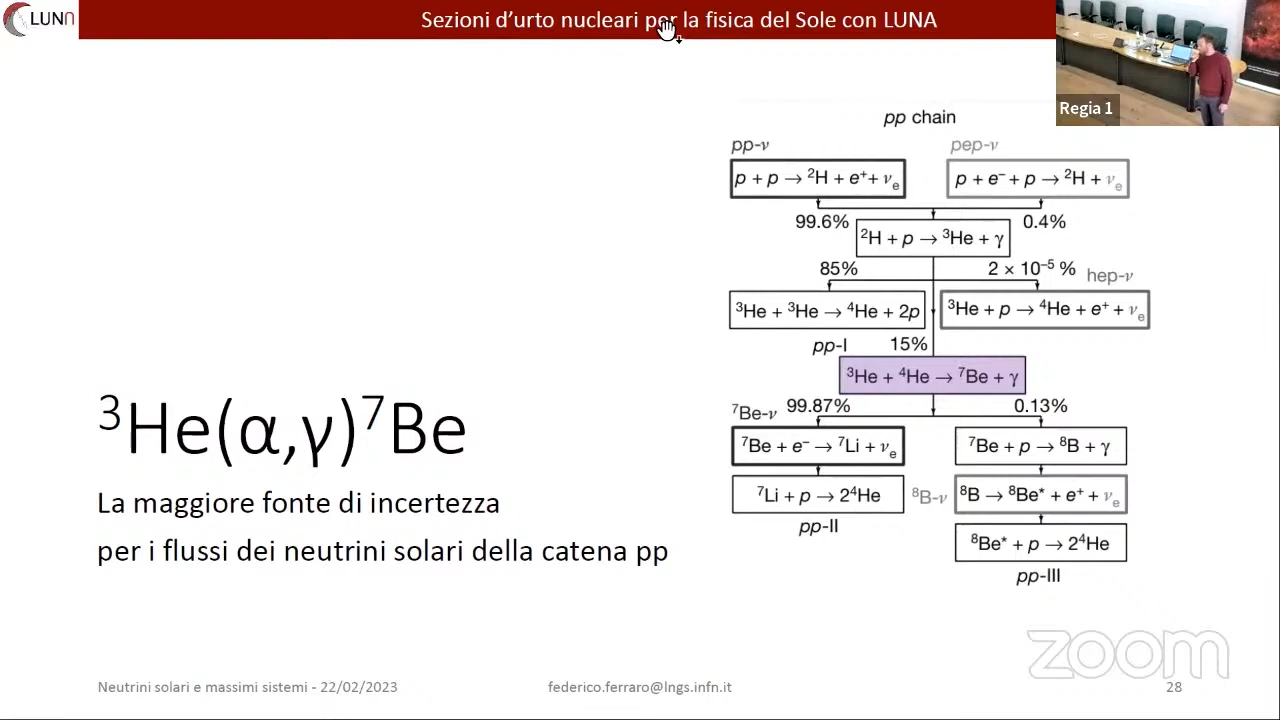 LUNA
Sezioni d'urto nucleari per la fisica del Sole con LUNA
Regia 1
pp chain
pp-ν
pep-ν
p + p → ²H + e⁺+ νₑ
p + e⁻ + p → ²H + νₑ
99.6%
0.4%
²H + p → ³He + γ
85%
2 × 10⁻⁵ %
hep-ν
³He + ³He → ⁴He + 2p
³He + p → ⁴He + e⁺ + νₑ
pp-I
15%
³He + ⁴He → ⁷Be + γ
⁷Be-ν
99.87%
0.13%
⁷Be + e⁻ → ⁷Li + νₑ
⁷Be + p → ⁸B + γ
⁷Li + p → 2⁴He
⁸B-ν
⁸B → ⁸Be* + e⁺ + νₑ
pp-II
⁸Be* + p → 2⁴He
pp-III
³He(α,γ)⁷Be
La maggiore fonte di incertezza
per i flussi dei neutrini solari della catena pp
zoom
Neutrini solari e massimi sistemi - 22/02/2023
federico.ferraro@lngs.infn.it
28